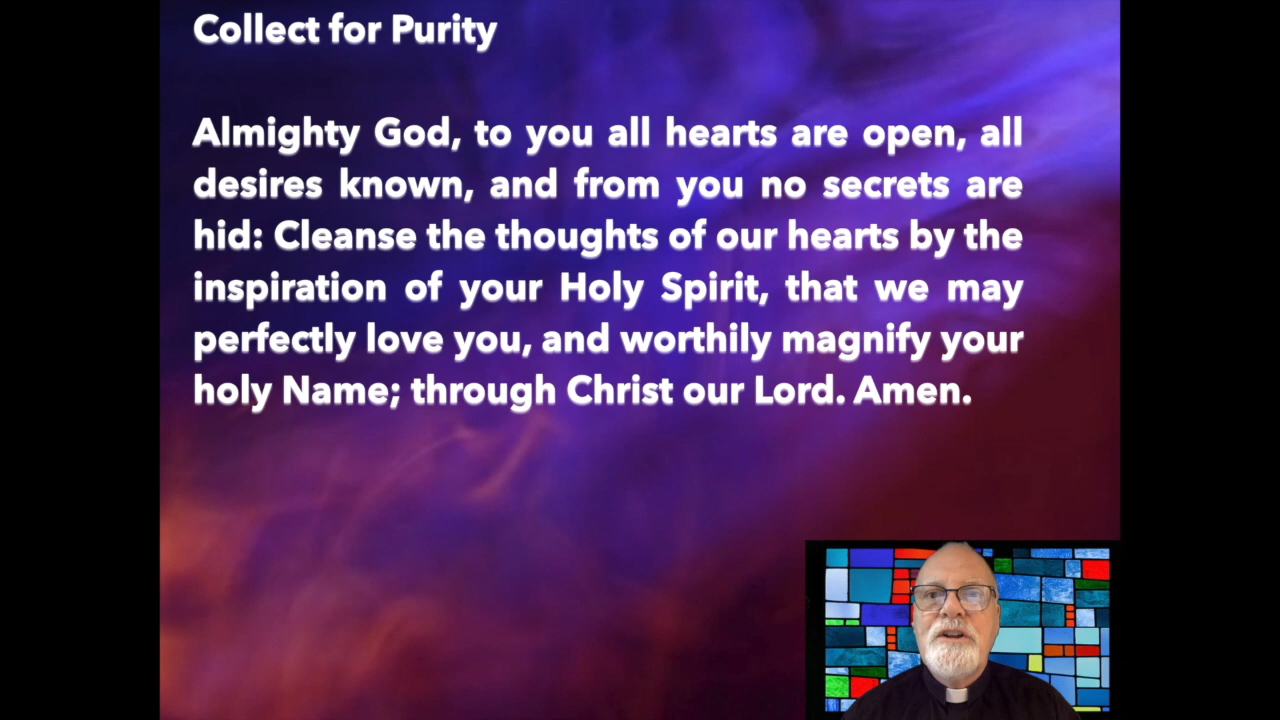 Collect for Purity
Almighty God, to you all hearts are open, all
desires known, and from you no secrets are
hid: Cleanse the thoughts of our hearts by the
inspiration of your Holy Spirit, that we may
perfectly love you, and worthily magnify your
holy Name; through Christ our Lord. Amen.